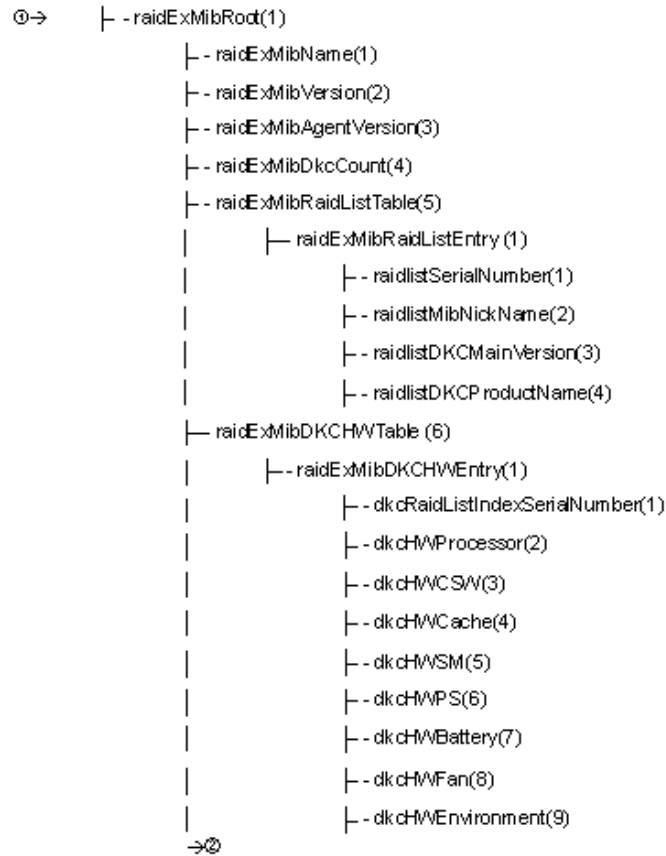 ①→ - raidExMibRoot(1)
- raidExMibName(1)
- raidExMibVersion(2)
- raidExMibAgentVersion(3)
- raidExMibDkcCount(4)
- raidExMibRaidListTable(5)
raidExMibRaidListEntry (1)
- raidlistSerialNumber(1)
- raidlistMibNickName(2)
- raidlistDKCMainVersion(3)
- raidlistDKCProductName(4)
raidExMibDKCHWTable (6)
- raidExMibDKCHWEntry(1)
- dkcRaidListIndexSerialNumber(1)
- dkcHWProcessor(2)
- dkcHWCSW(3)
- dkcHWCache(4)
- dkcHWSM(5)
- dkcHWPS(6)
- dkcHWBattery(7)
- dkcHWFan(8)
- dkcHWEnvironment(9)
→②